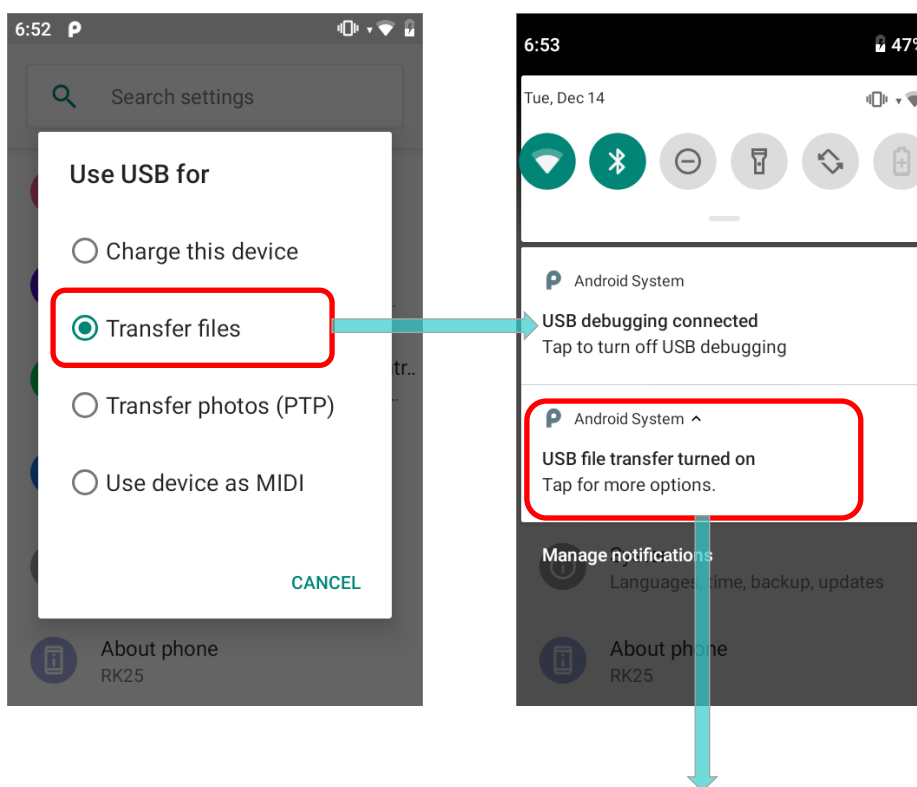 6:52
Search settings
Use USB for
Charge this device
Transfer files
tr..
Transfer photos (PTP)
Use device as MIDI
CANCEL
About phone
RK25
6:53
47%
Tue, Dec 14
Android System
USB debugging connected
Tap to turn off USB debugging
Android System
USB file transfer turned on
Tap for more options.
Manage notifications
Languages, time, backup, updates
About phone
RK25